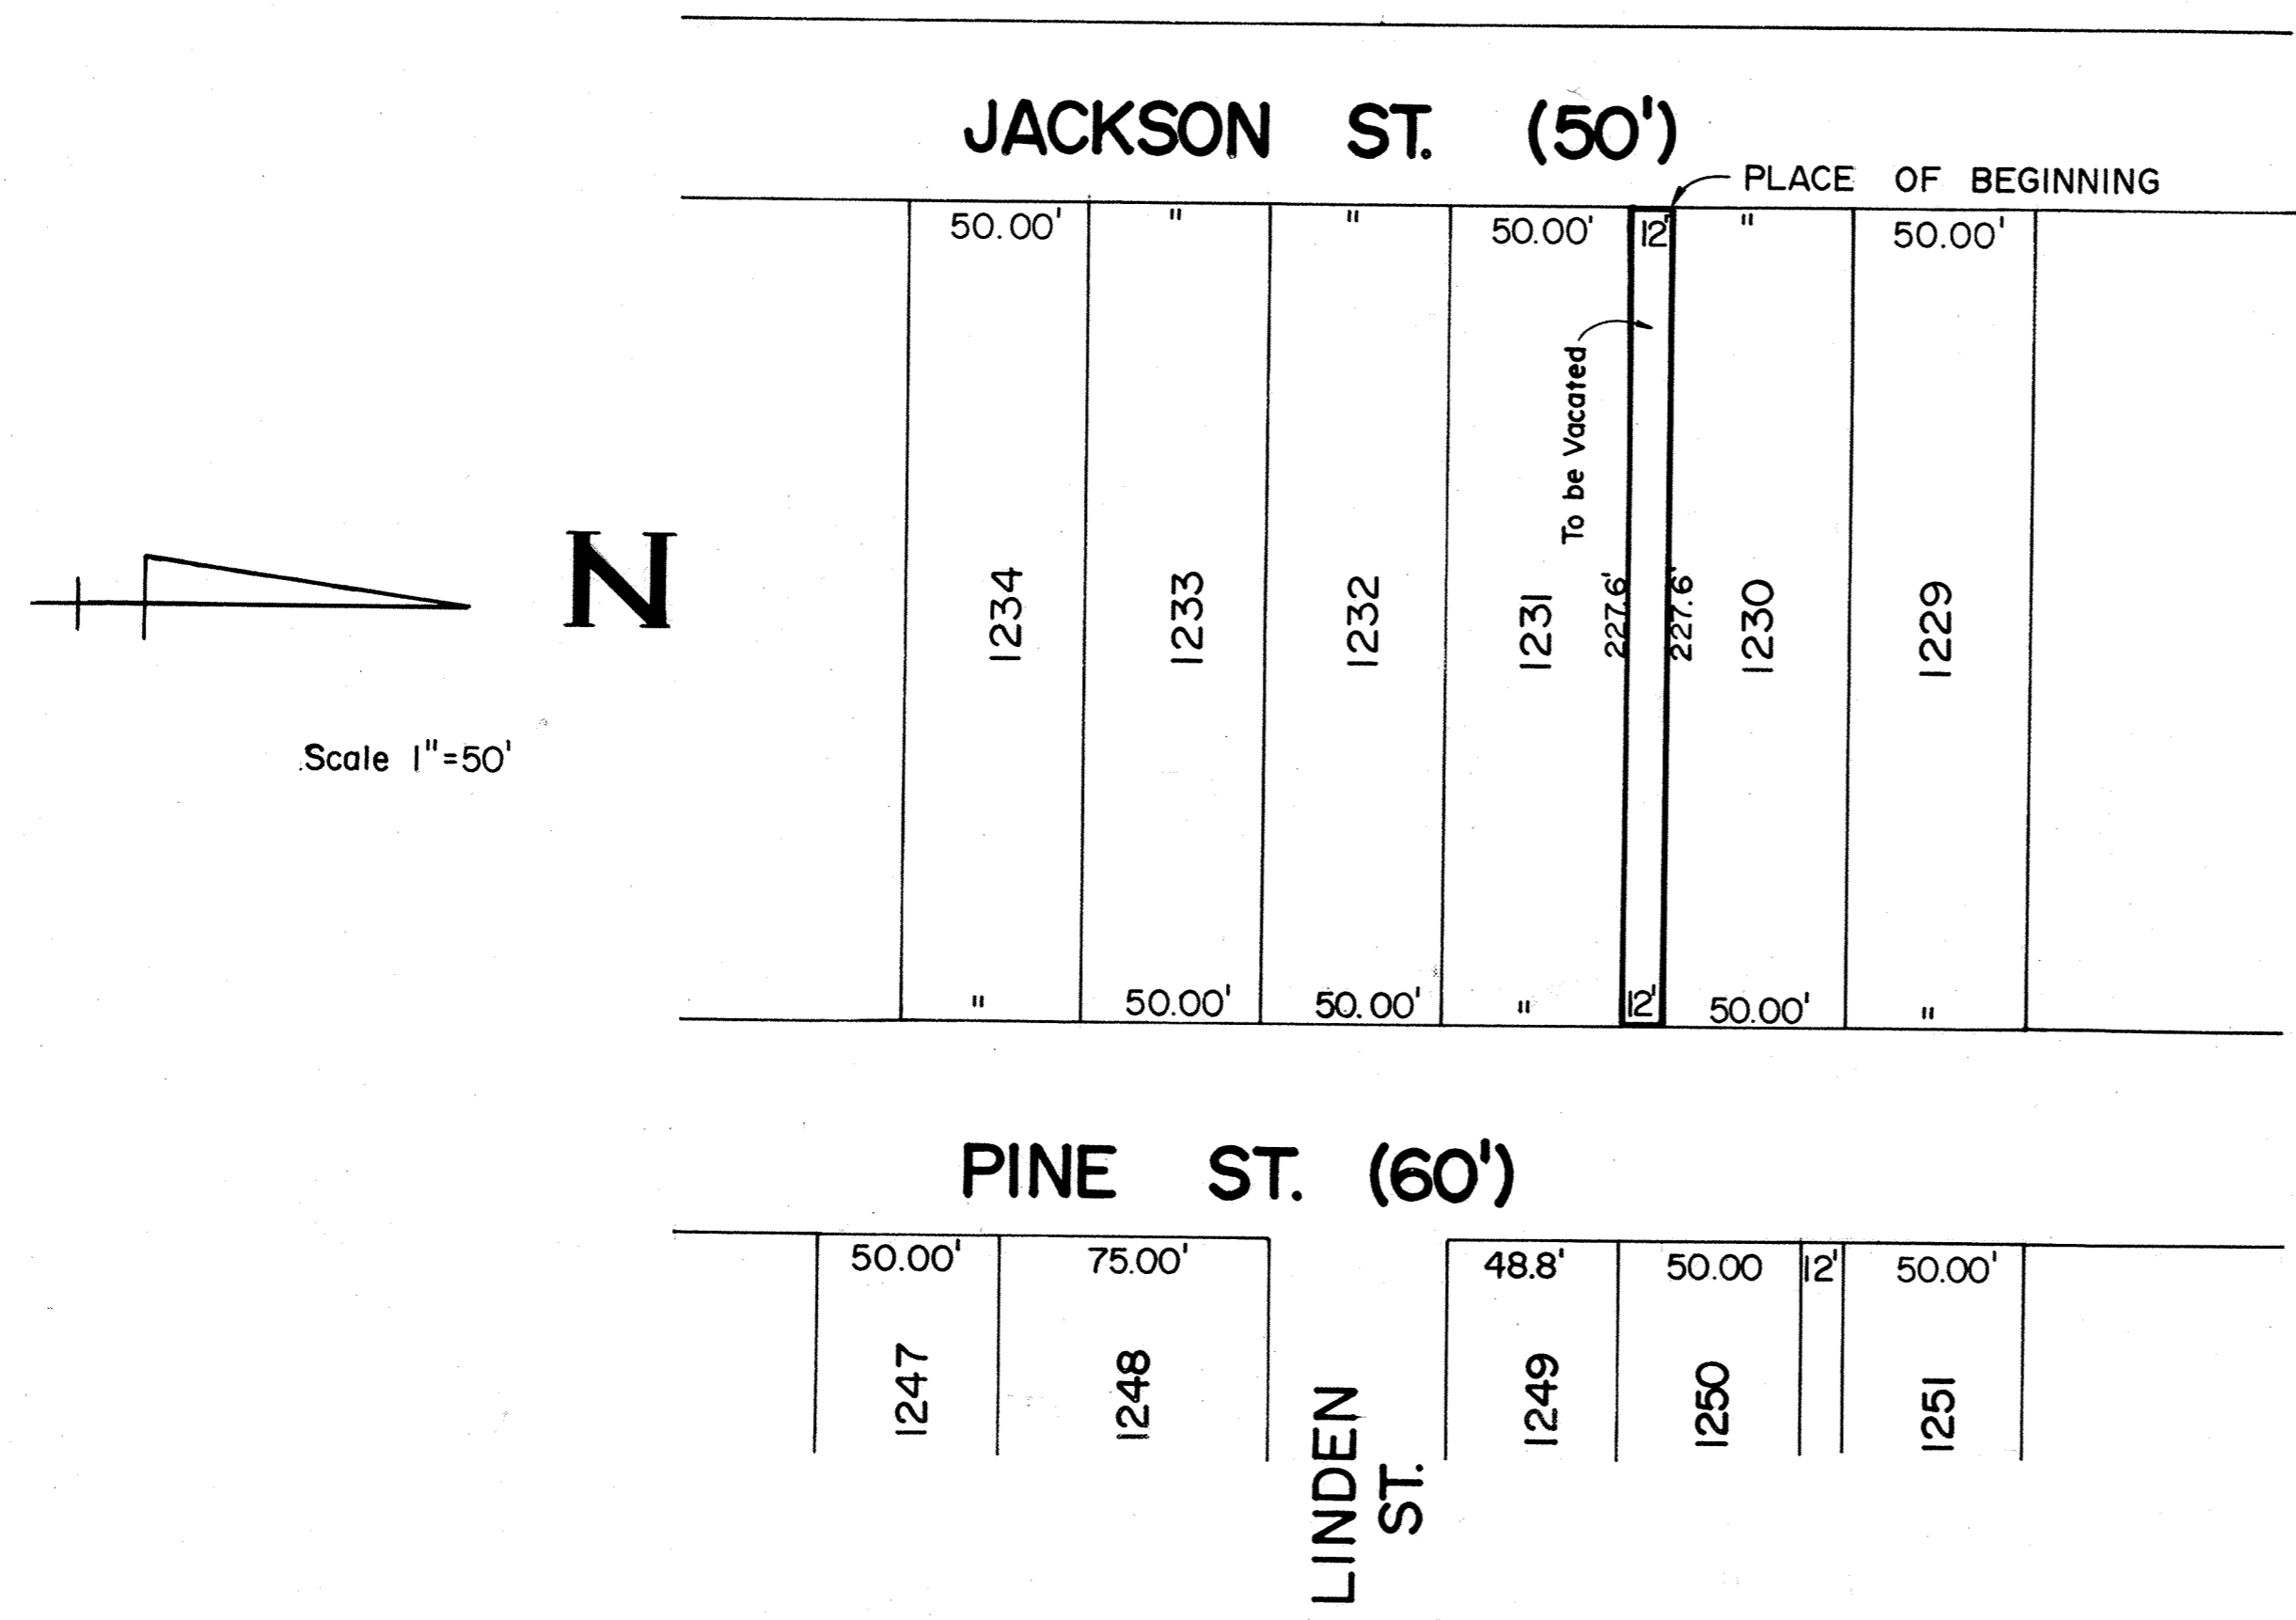 JACKSON ST. (50')
PLACE OF BEGINNING
50.00' " " 50.00' 12' " 50.00'
To be Vacated
N
1234 1233 1232 1231 227.6' 227.6' 1230 1229
Scale 1"=50'
" 50.00' 50.00' " 12' 50.00' "
PINE ST. (60')
50.00' 75.00' 48.8' 50.00 12' 50.00'
1247 1248 1249 1250 1251
LINDEN
ST.